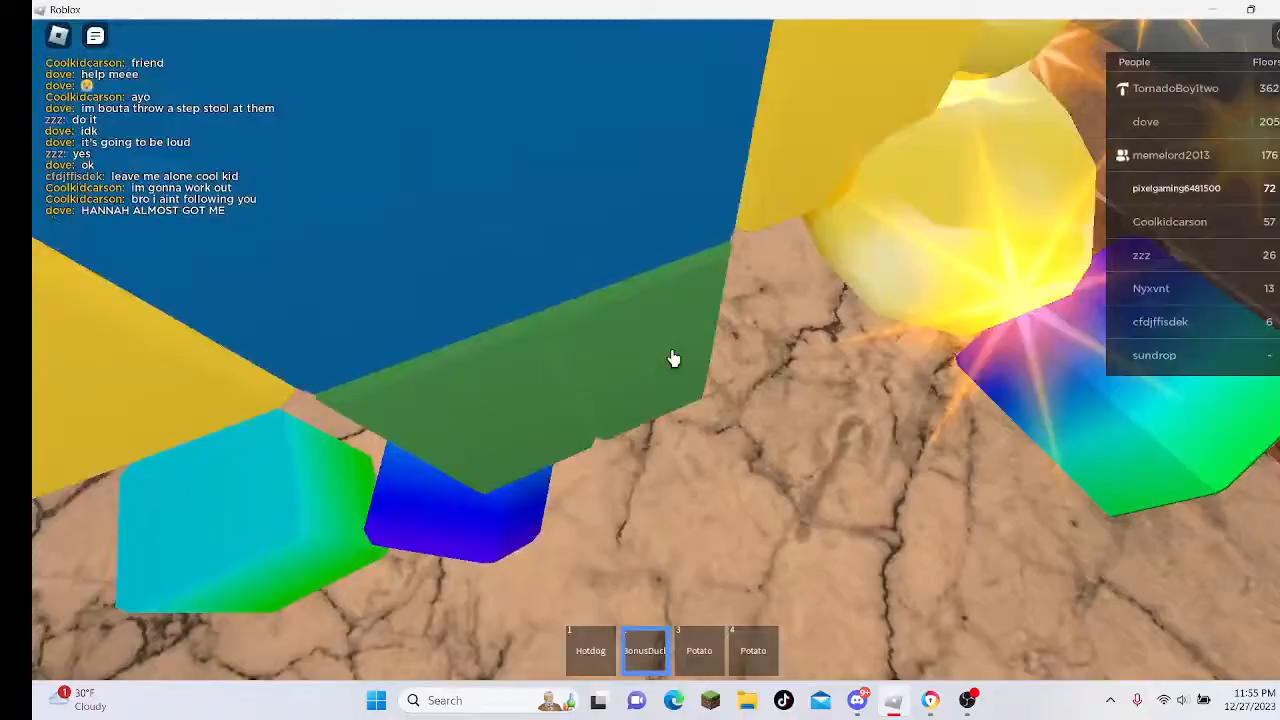 Roblox
Coolkidcarson: friend
dove: help meee
dove: 😢
Coolkidcarson: ayo
dove: im bouta throw a step stool at them
zzz: do it
dove: idk
dove: it's going to be loud
zzz: yes
dove: ok
cfdjffisdek: leave me alone cool kid
Coolkidcarson: im gonna work out
Coolkidcarson: bro i aint following you
dove: HANNAH ALMOST GOT ME
People Floors
TornadoBoy1two 362
dove 205
memelord2013 176
pixelgaming6481500 72
Coolkidcarson 57
zzz 26
Nyxvnt 13
cfdjffisdek 6
sundrop -
1 3 4
Hotdog BonusDuck Potato Potato
1 30°F
Cloudy
Search
9+
11:55 PM
12/27/2023